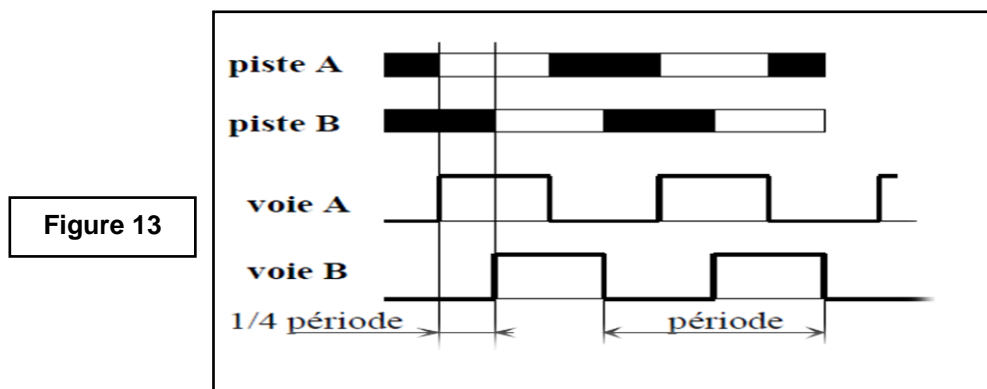 piste A
piste B
voie A
Figure 13
voie B
1/4 période
période